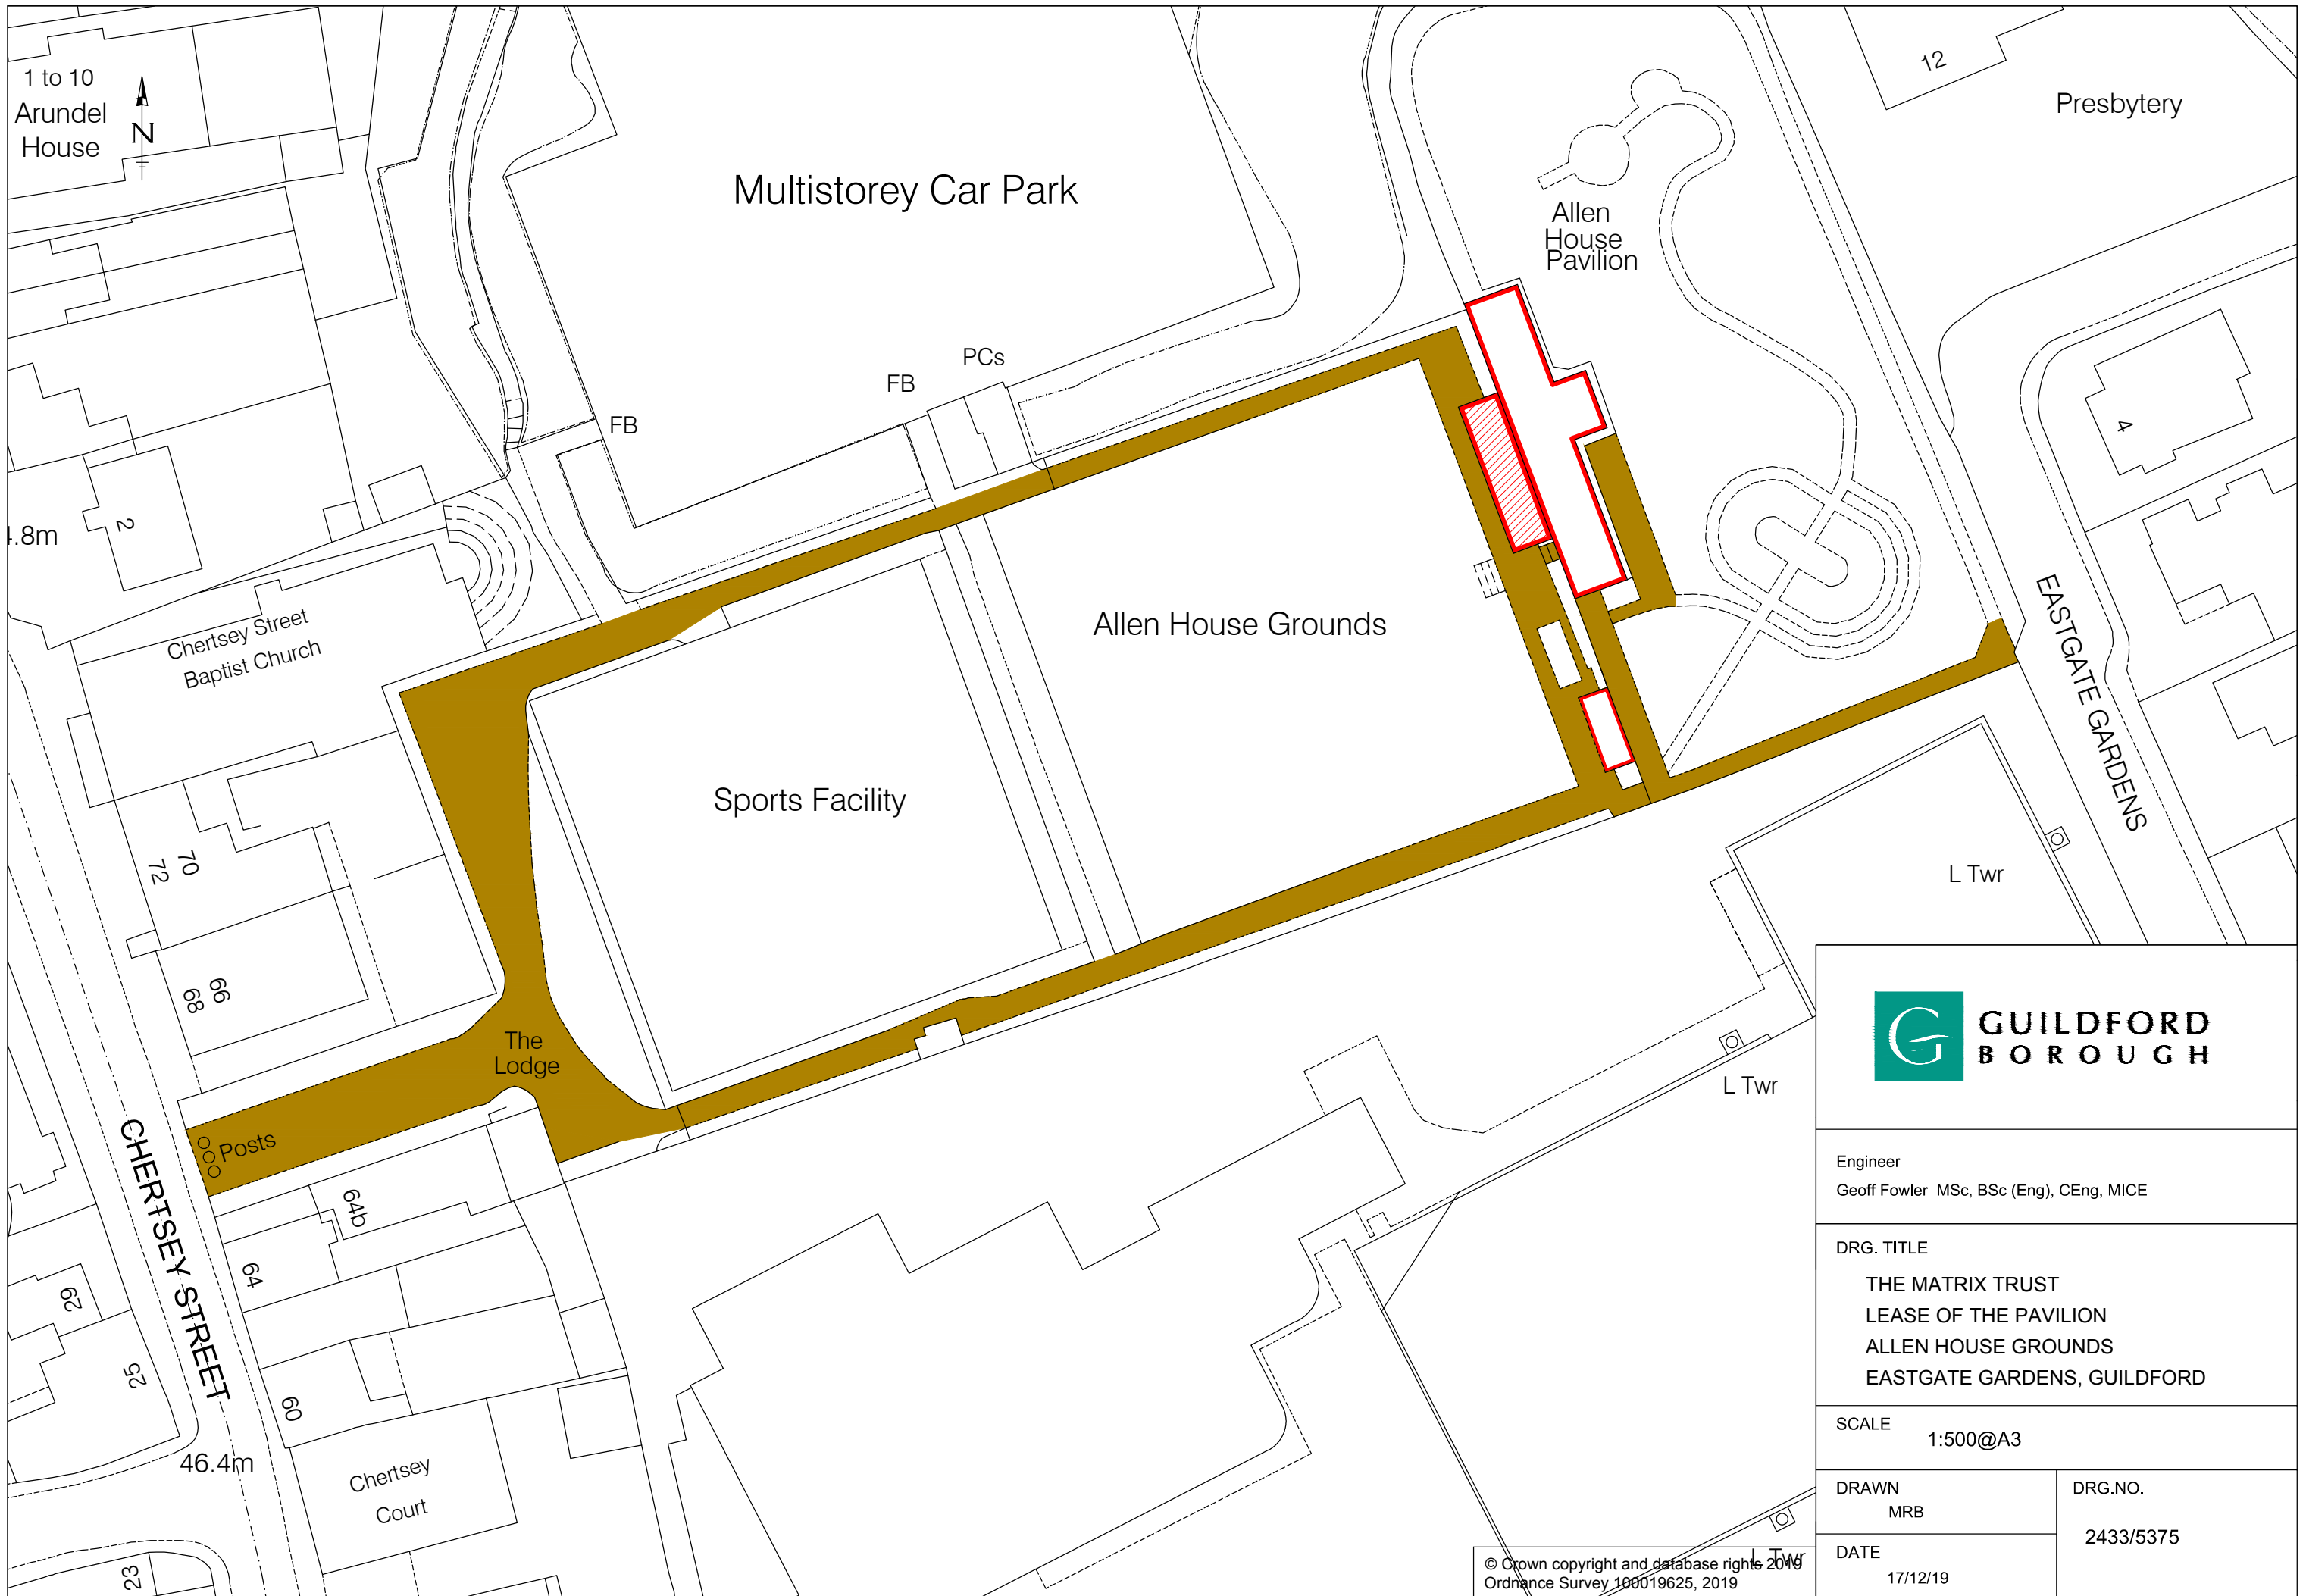 1 to 10
Arundel
House
N
Multistorey Car Park
12
Presbytery
Allen
House
Pavilion
PCs
FB
FB
4
2
4.8m
Chertsey Street
Baptist Church
Allen House Grounds
EASTGATE GARDENS
Sports Facility
72
70
L Twr
68
66
The
Lodge
L Twr
Posts
CHERTSEY STREET
64b
64
29
25
60
46.4m
Chertsey
Court
23
L Twr
GUILDFORD
BOROUGH
Engineer
Geoff Fowler MSc, BSc (Eng), CEng, MICE
DRG. TITLE
THE MATRIX TRUST
LEASE OF THE PAVILION
ALLEN HOUSE GROUNDS
EASTGATE GARDENS, GUILDFORD
SCALE
1:500@A3
DRAWN
MRB
DRG.NO.
2433/5375
DATE
17/12/19
© Crown copyright and database rights 2019
Ordnance Survey 100019625, 2019